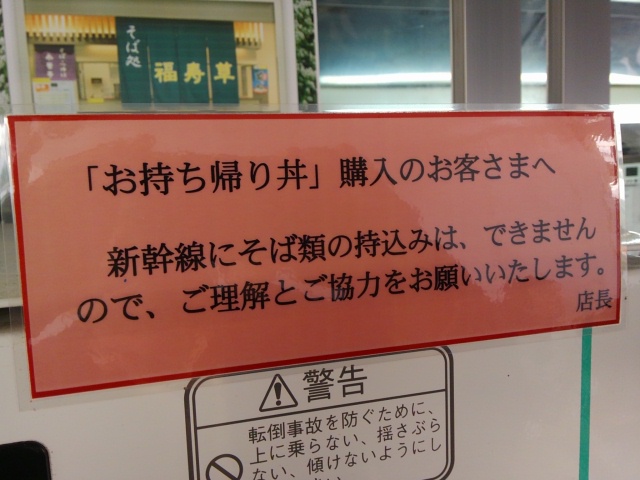 そば処
福寿草
「お持ち帰り丼」購入のお客さまへ
新幹線にそば類の持込みは、できません
ので、ご理解とご協力をお願いいたします。
店長
警告
転倒事故を防ぐために、
上に乗らない、揺さぶら
ない、傾けないようにし